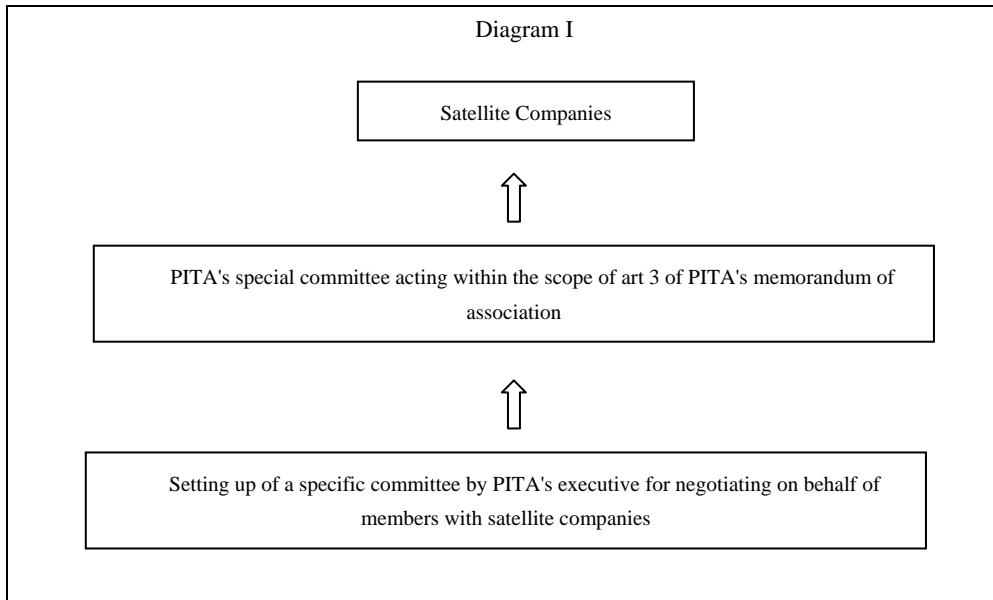 Diagram I
Satellite Companies
PITA's special committee acting within the scope of art 3 of PITA's memorandum of
association
Setting up of a specific committee by PITA's executive for negotiating on behalf of
members with satellite companies